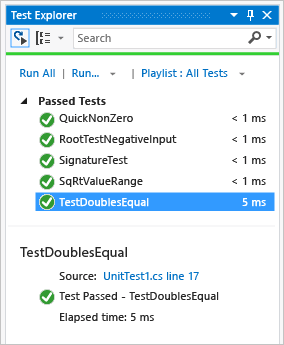 Test Explorer
Search
Run All | Run... | Playlist : All Tests
Passed Tests
QuickNonZero < 1 ms
RootTestNegativeInput < 1 ms
SignatureTest < 1 ms
SqRtValueRange < 1 ms
TestDoublesEqual 5 ms
TestDoublesEqual
Source: UnitTest1.cs line 17
Test Passed - TestDoublesEqual
Elapsed time: 5 ms